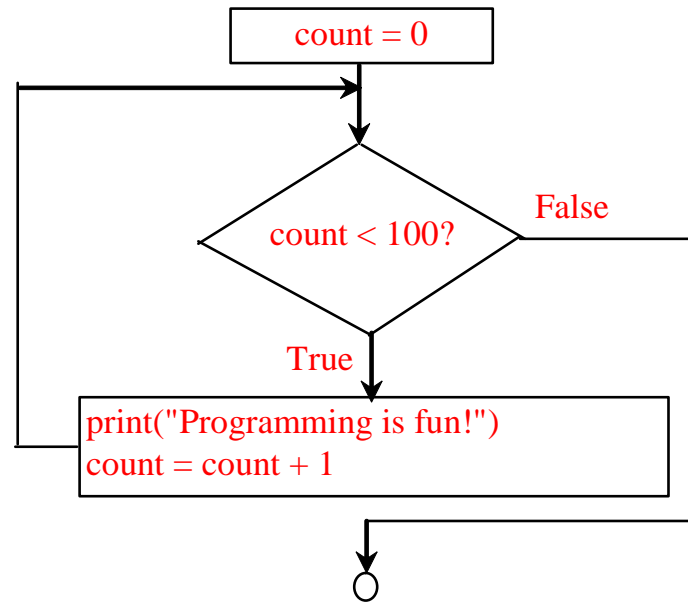 count = 0
count < 100?
False
True
print("Programming is fun!")
count = count + 1